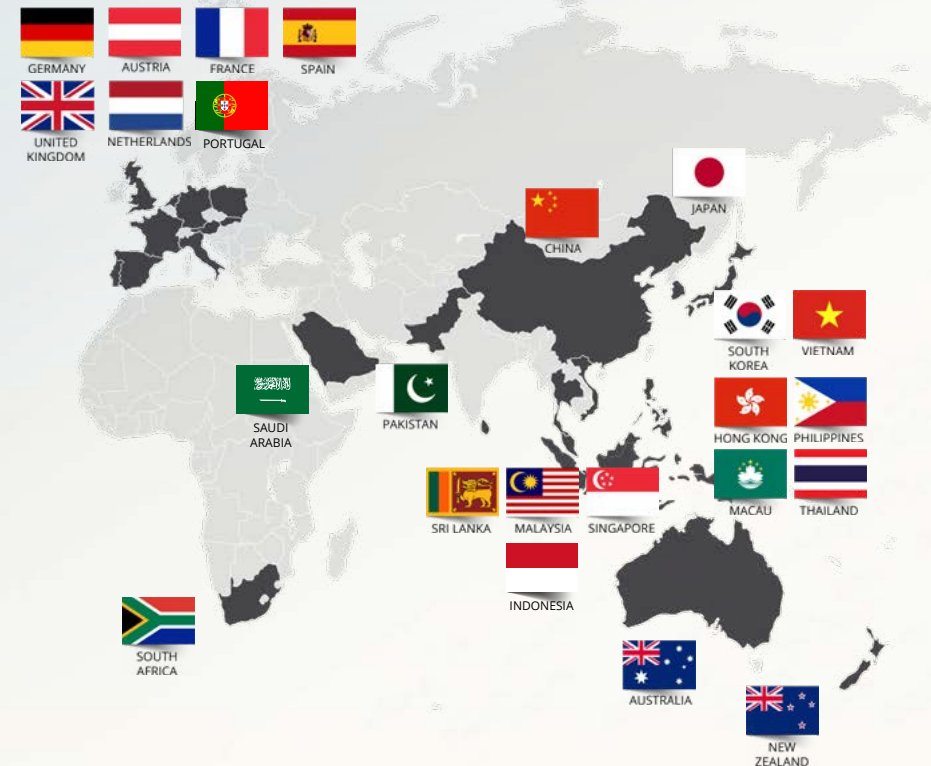 GERMANY
AUSTRIA
FRANCE
SPAIN
UNITED
KINGDOM
NETHERLANDS
PORTUGAL
JAPAN
CHINA
SOUTH
KOREA
VIETNAM
SAUDI
ARABIA
PAKISTAN
HONG KONG
PHILIPPINES
SRI LANKA
MALAYSIA
SINGAPORE
MACAU
THAILAND
INDONESIA
SOUTH
AFRICA
AUSTRALIA
NEW
ZEALAND